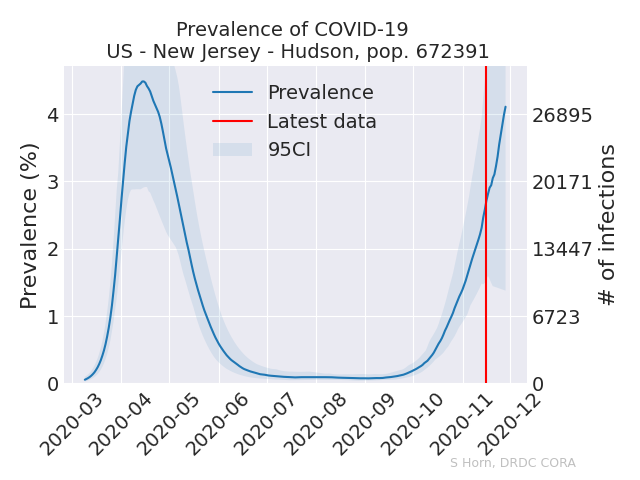 Prevalence of COVID-19
US - New Jersey - Hudson, pop. 672391
Prevalence
Latest data
95CI
Prevalence (%)
4
3
2
1
0
26895
20171
13447
6723
0
# of infections
2020-03
2020-04
2020-05
2020-06
2020-07
2020-08
2020-09
2020-10
2020-11
2020-12
S Horn, DRDC CORA